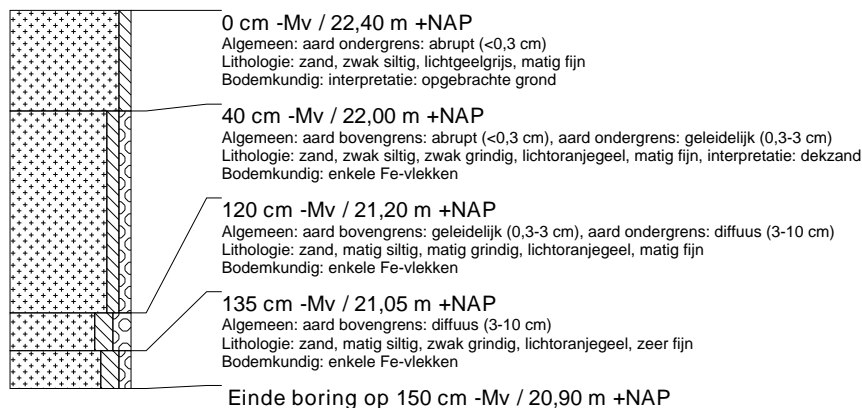 0 cm -Mv / 22,40 m +NAP
Algemeen: aard ondergrens: abrupt (<0,3 cm)
Lithologie: zand, zwak siltig, lichtgeelgrijs, matig fijn
Bodemkundig: interpretatie: opgebrachte grond
40 cm -Mv / 22,00 m +NAP
Algemeen: aard bovengrens: abrupt (<0,3 cm), aard ondergrens: geleidelijk (0,3-3 cm)
Lithologie: zand, zwak siltig, zwak grindig, lichtoranjegeel, matig fijn, interpretatie: dekzand
Bodemkundig: enkele Fe-vlekken
120 cm -Mv / 21,20 m +NAP
Algemeen: aard bovengrens: geleidelijk (0,3-3 cm), aard ondergrens: diffuus (3-10 cm)
Lithologie: zand, matig siltig, matig grindig, lichtoranjegeel, matig fijn
Bodemkundig: enkele Fe-vlekken
135 cm -Mv / 21,05 m +NAP
Algemeen: aard bovengrens: diffuus (3-10 cm)
Lithologie: zand, matig siltig, zwak grindig, lichtoranjegeel, zeer fijn
Bodemkundig: enkele Fe-vlekken
Einde boring op 150 cm -Mv / 20,90 m +NAP